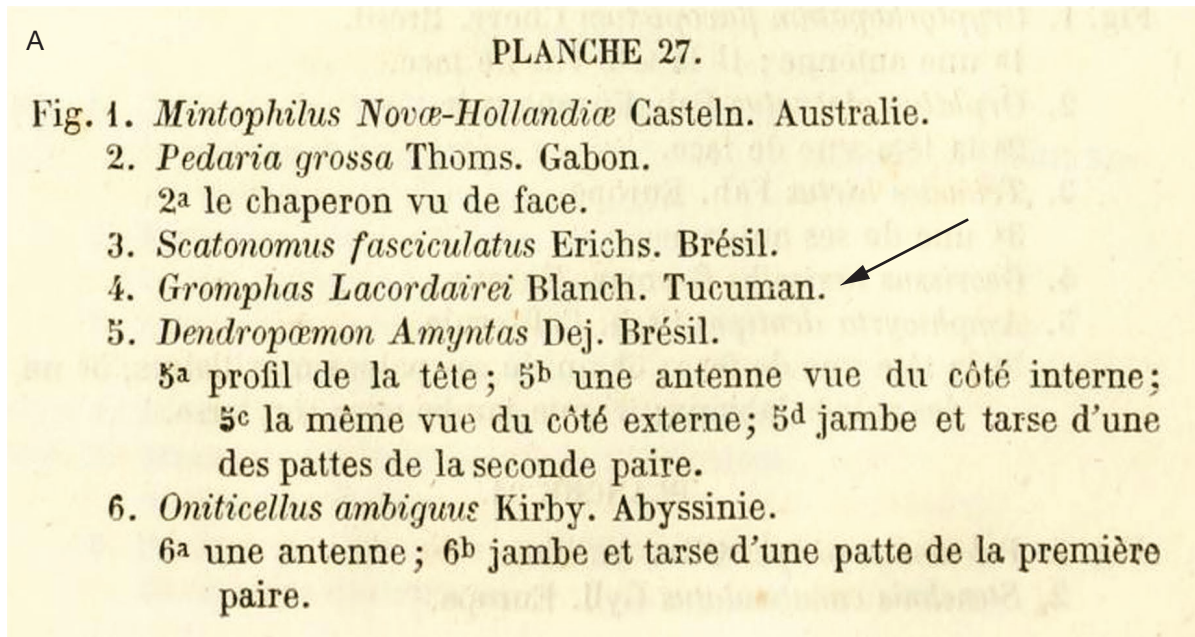 A
PLANCHE 27.
Fig. 1. Mintophilus Novæ-Hollandiæ Casteln. Australie.
2. Pedaria grossa Thoms. Gabon.
2a le chaperon vu de face.
3. Scatonomus fasciculatus Erichs. Brésil.
4. Gromphas Lacordairei Blanch. Tucuman.
5. Dendropæmon Amyntas Dej. Brésil.
5a profil de la tête; 5b une antenne vue du côté interne;
5c la même vue du côté externe; 5d jambe et tarse d'une
des pattes de la seconde paire.
6. Oniticellus ambiguus Kirby. Abyssinie.
6a une antenne; 6b jambe et tarse d'une patte de la première
paire.